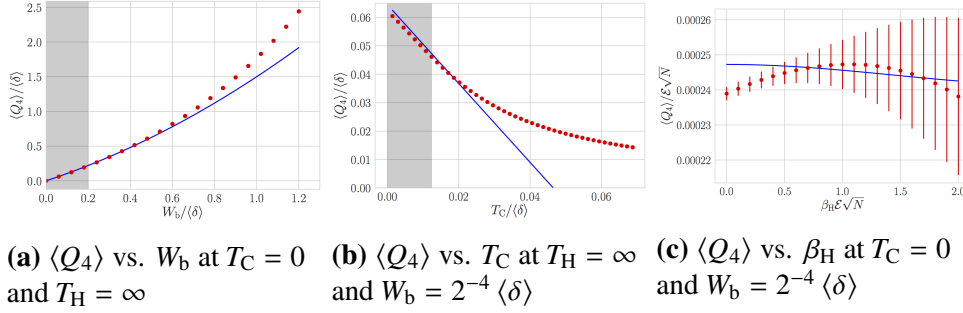 2.5
2.0
1.5
1.0
0.5
0.0
⟨Q₄⟩/⟨δ⟩
0.0 0.2 0.4 0.6 0.8 1.0 1.2
W_b/⟨δ⟩
0.06
0.05
0.04
0.03
0.02
0.01
0.00
⟨Q₄⟩/⟨δ⟩
0.00 0.02 0.04 0.06
T_C/⟨δ⟩
0.00026
0.00025
0.00024
0.00023
0.00022
⟨Q₄⟩/ℰ√N
0.0 0.5 1.0 1.5 2.0
β_Hℰ√N
(a) ⟨Q₄⟩ vs. W_b at T_C = 0
and T_H = ∞
(b) ⟨Q₄⟩ vs. T_C at T_H = ∞
and W_b = 2⁻⁴ ⟨δ⟩
(c) ⟨Q₄⟩ vs. β_H at T_C = 0
and W_b = 2⁻⁴ ⟨δ⟩